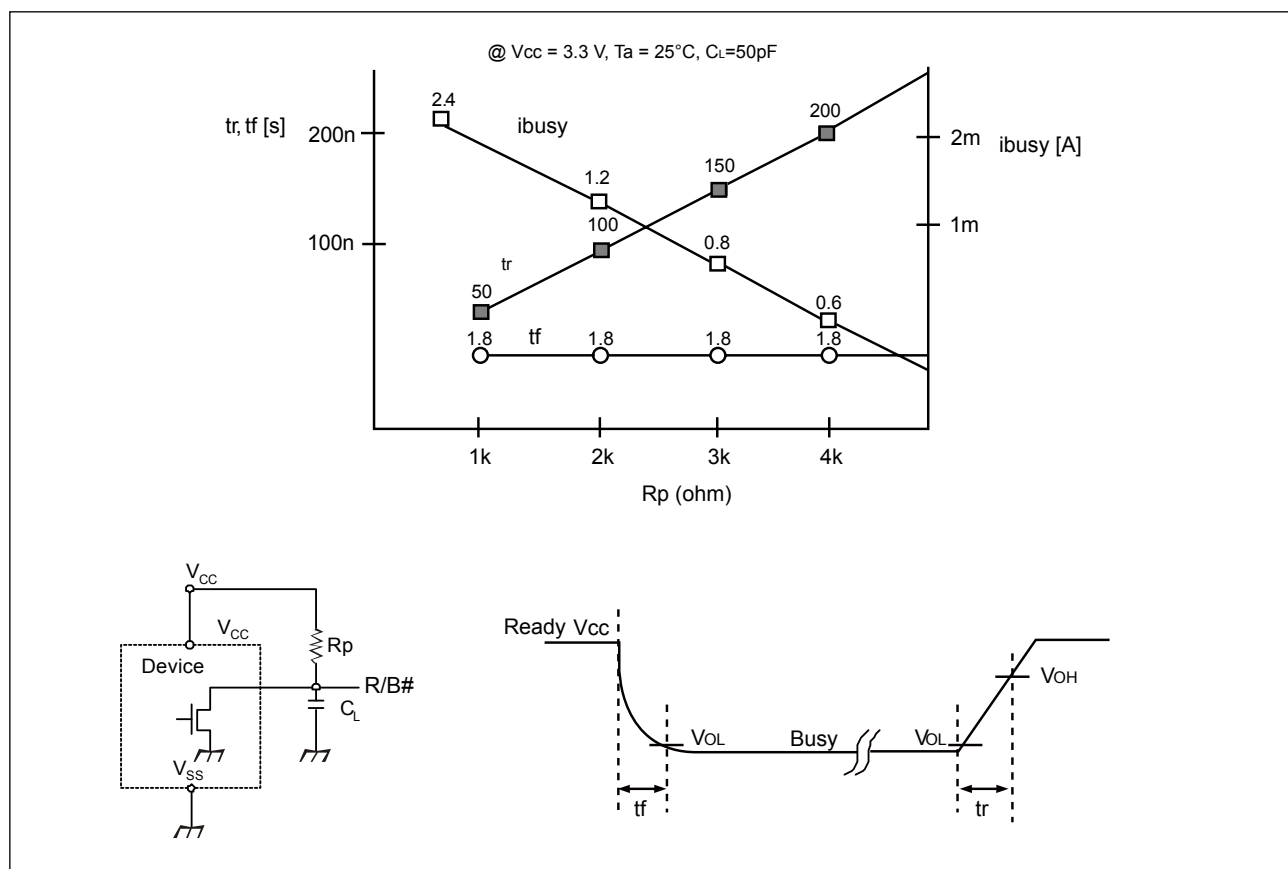 @ Vcc = 3.3 V, Ta = 25°C, CL=50pF
2.4
200
tr, tf [s]
200n
ibusy
2m
ibusy [A]
150
1.2
100
1m
100n
0.8
tr
50
0.6
tf
1.8
1.8
1.8
1.8
1k
2k
3k
4k
Rp (ohm)
VCC
VCC
Rp
Device
R/B#
CL
VSS
Ready Vcc
VOH
VOL
Busy
VOL
tf
tr